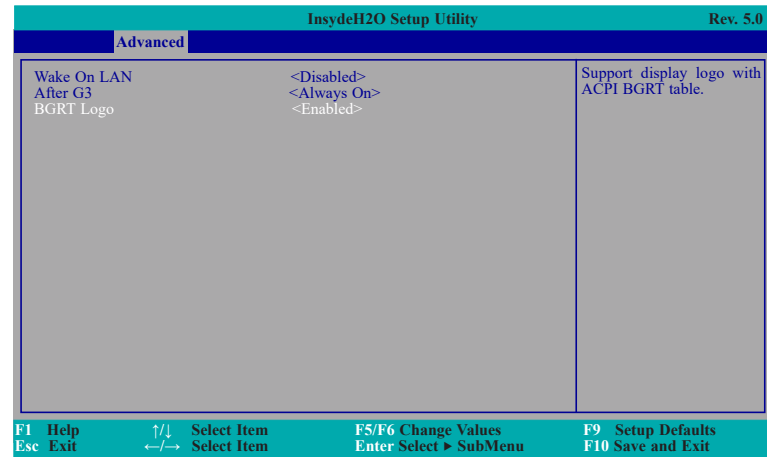 InsydeH2O Setup Utility Rev. 5.0
Advanced
Wake On LAN <Disabled>
After G3 <Always On>
BGRT Logo <Enabled>
Support display logo with
ACPI BGRT table.
F1 Help ↑/↓ Select Item F5/F6 Change Values F9 Setup Defaults
Esc Exit ←/→ Select Item Enter Select ► SubMenu F10 Save and Exit